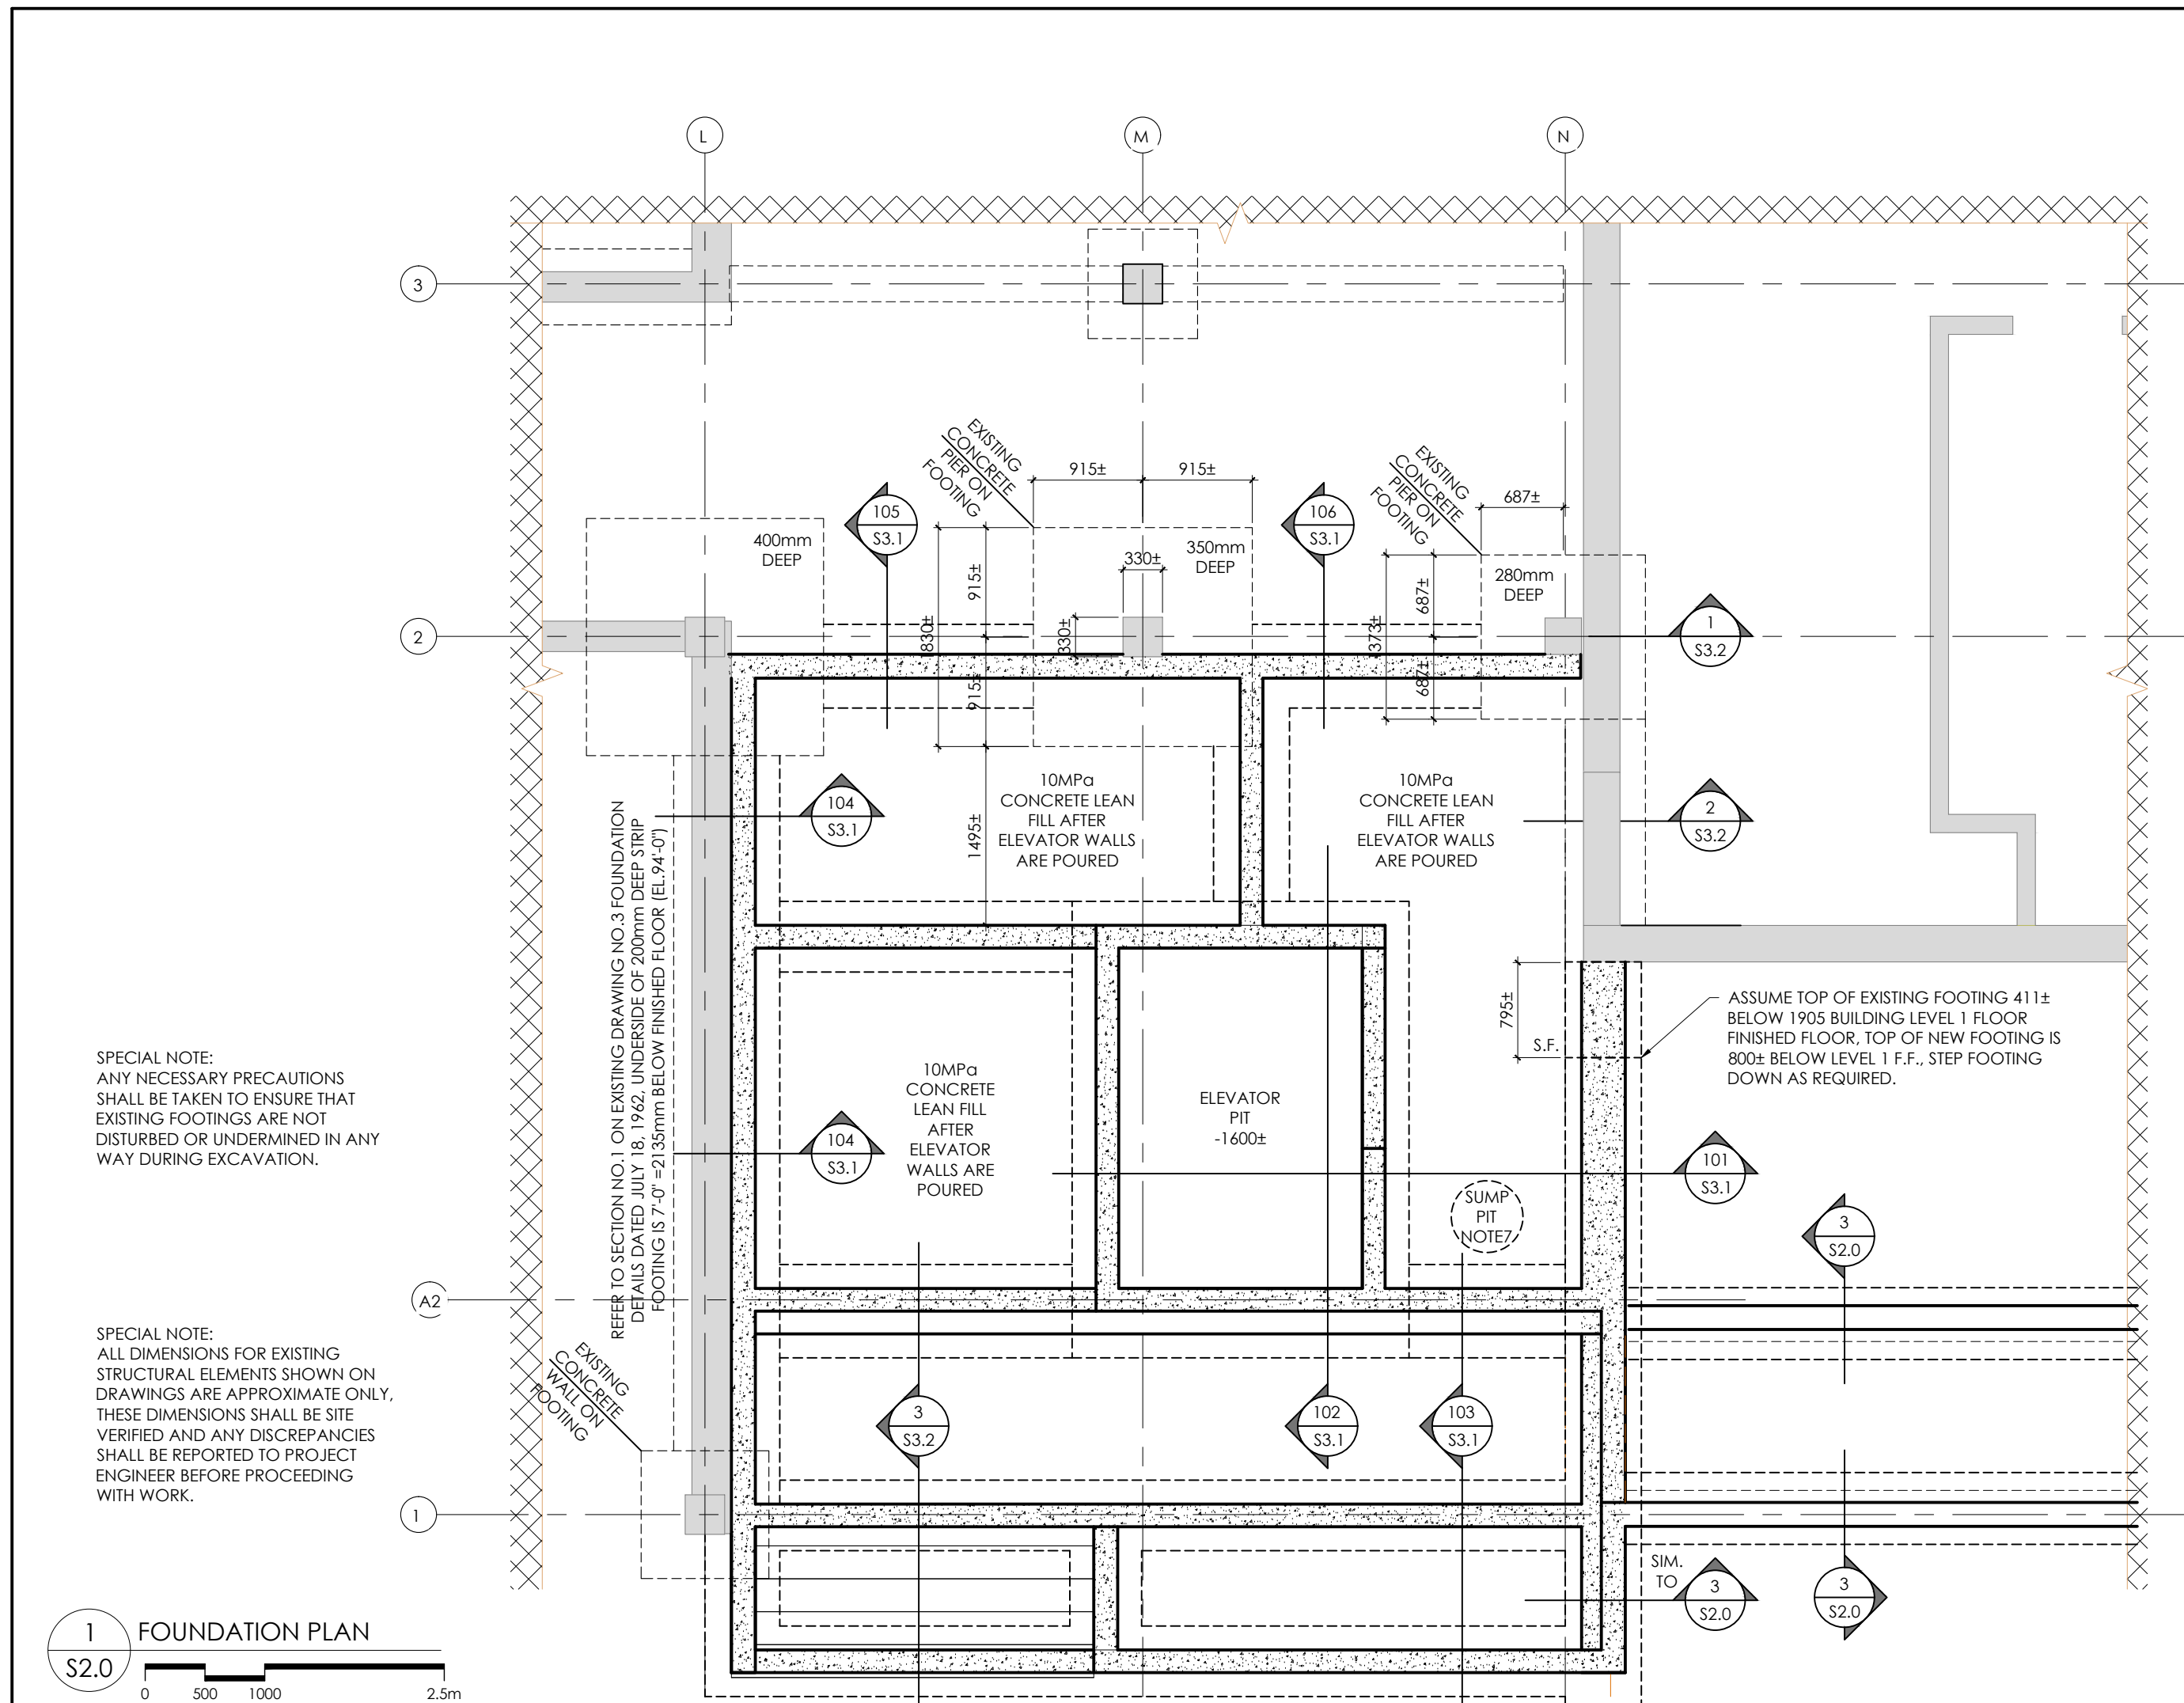 L
M
N
3
EXISTING
CONCRETE
PIER ON
FOOTING
915±
915±
EXISTING
CONCRETE
PIER ON
FOOTING
687±
105
S3.1
106
S3.1
400mm
DEEP
350mm
DEEP
330±
280mm
DEEP
915±
687±
2
1830±
330±
1373±
1
S3.2
915±
687±
10MPa
CONCRETE LEAN
FILL AFTER
ELEVATOR WALLS
ARE POURED
10MPa
CONCRETE LEAN
FILL AFTER
ELEVATOR WALLS
ARE POURED
104
S3.1
2
S3.2
1495±
REFER TO SECTION NO.1 ON EXISTING DRAWING NO.3 FOUNDATION
DETAILS DATED JULY 18, 1962, UNDERSIDE OF 200mm DEEP STRIP
FOOTING IS 7'-0" =2135mm BELOW FINISHED FLOOR (EL.94'-0")
795±
S.F.
ASSUME TOP OF EXISTING FOOTING 411±
BELOW 1905 BUILDING LEVEL 1 FLOOR
FINISHED FLOOR, TOP OF NEW FOOTING IS
800± BELOW LEVEL 1 F.F., STEP FOOTING
DOWN AS REQUIRED.
SPECIAL NOTE:
ANY NECESSARY PRECAUTIONS
SHALL BE TAKEN TO ENSURE THAT
EXISTING FOOTINGS ARE NOT
DISTURBED OR UNDERMINED IN ANY
WAY DURING EXCAVATION.
10MPa
CONCRETE
LEAN FILL
AFTER
ELEVATOR
WALLS ARE
POURED
ELEVATOR
PIT
-1600±
104
S3.1
101
S3.1
SUMP
PIT
NOTE7
3
S2.0
A2
SPECIAL NOTE:
ALL DIMENSIONS FOR EXISTING
STRUCTURAL ELEMENTS SHOWN ON
DRAWINGS ARE APPROXIMATE ONLY,
THESE DIMENSIONS SHALL BE SITE
VERIFIED AND ANY DISCREPANCIES
SHALL BE REPORTED TO PROJECT
ENGINEER BEFORE PROCEEDING
WITH WORK.
EXISTING
CONCRETE
WALL ON
FOOTING
3
S3.2
102
S3.1
103
S3.1
1
SIM.
TO
3
S2.0
3
S2.0
1
S2.0
FOUNDATION PLAN
0 500 1000 2.5m